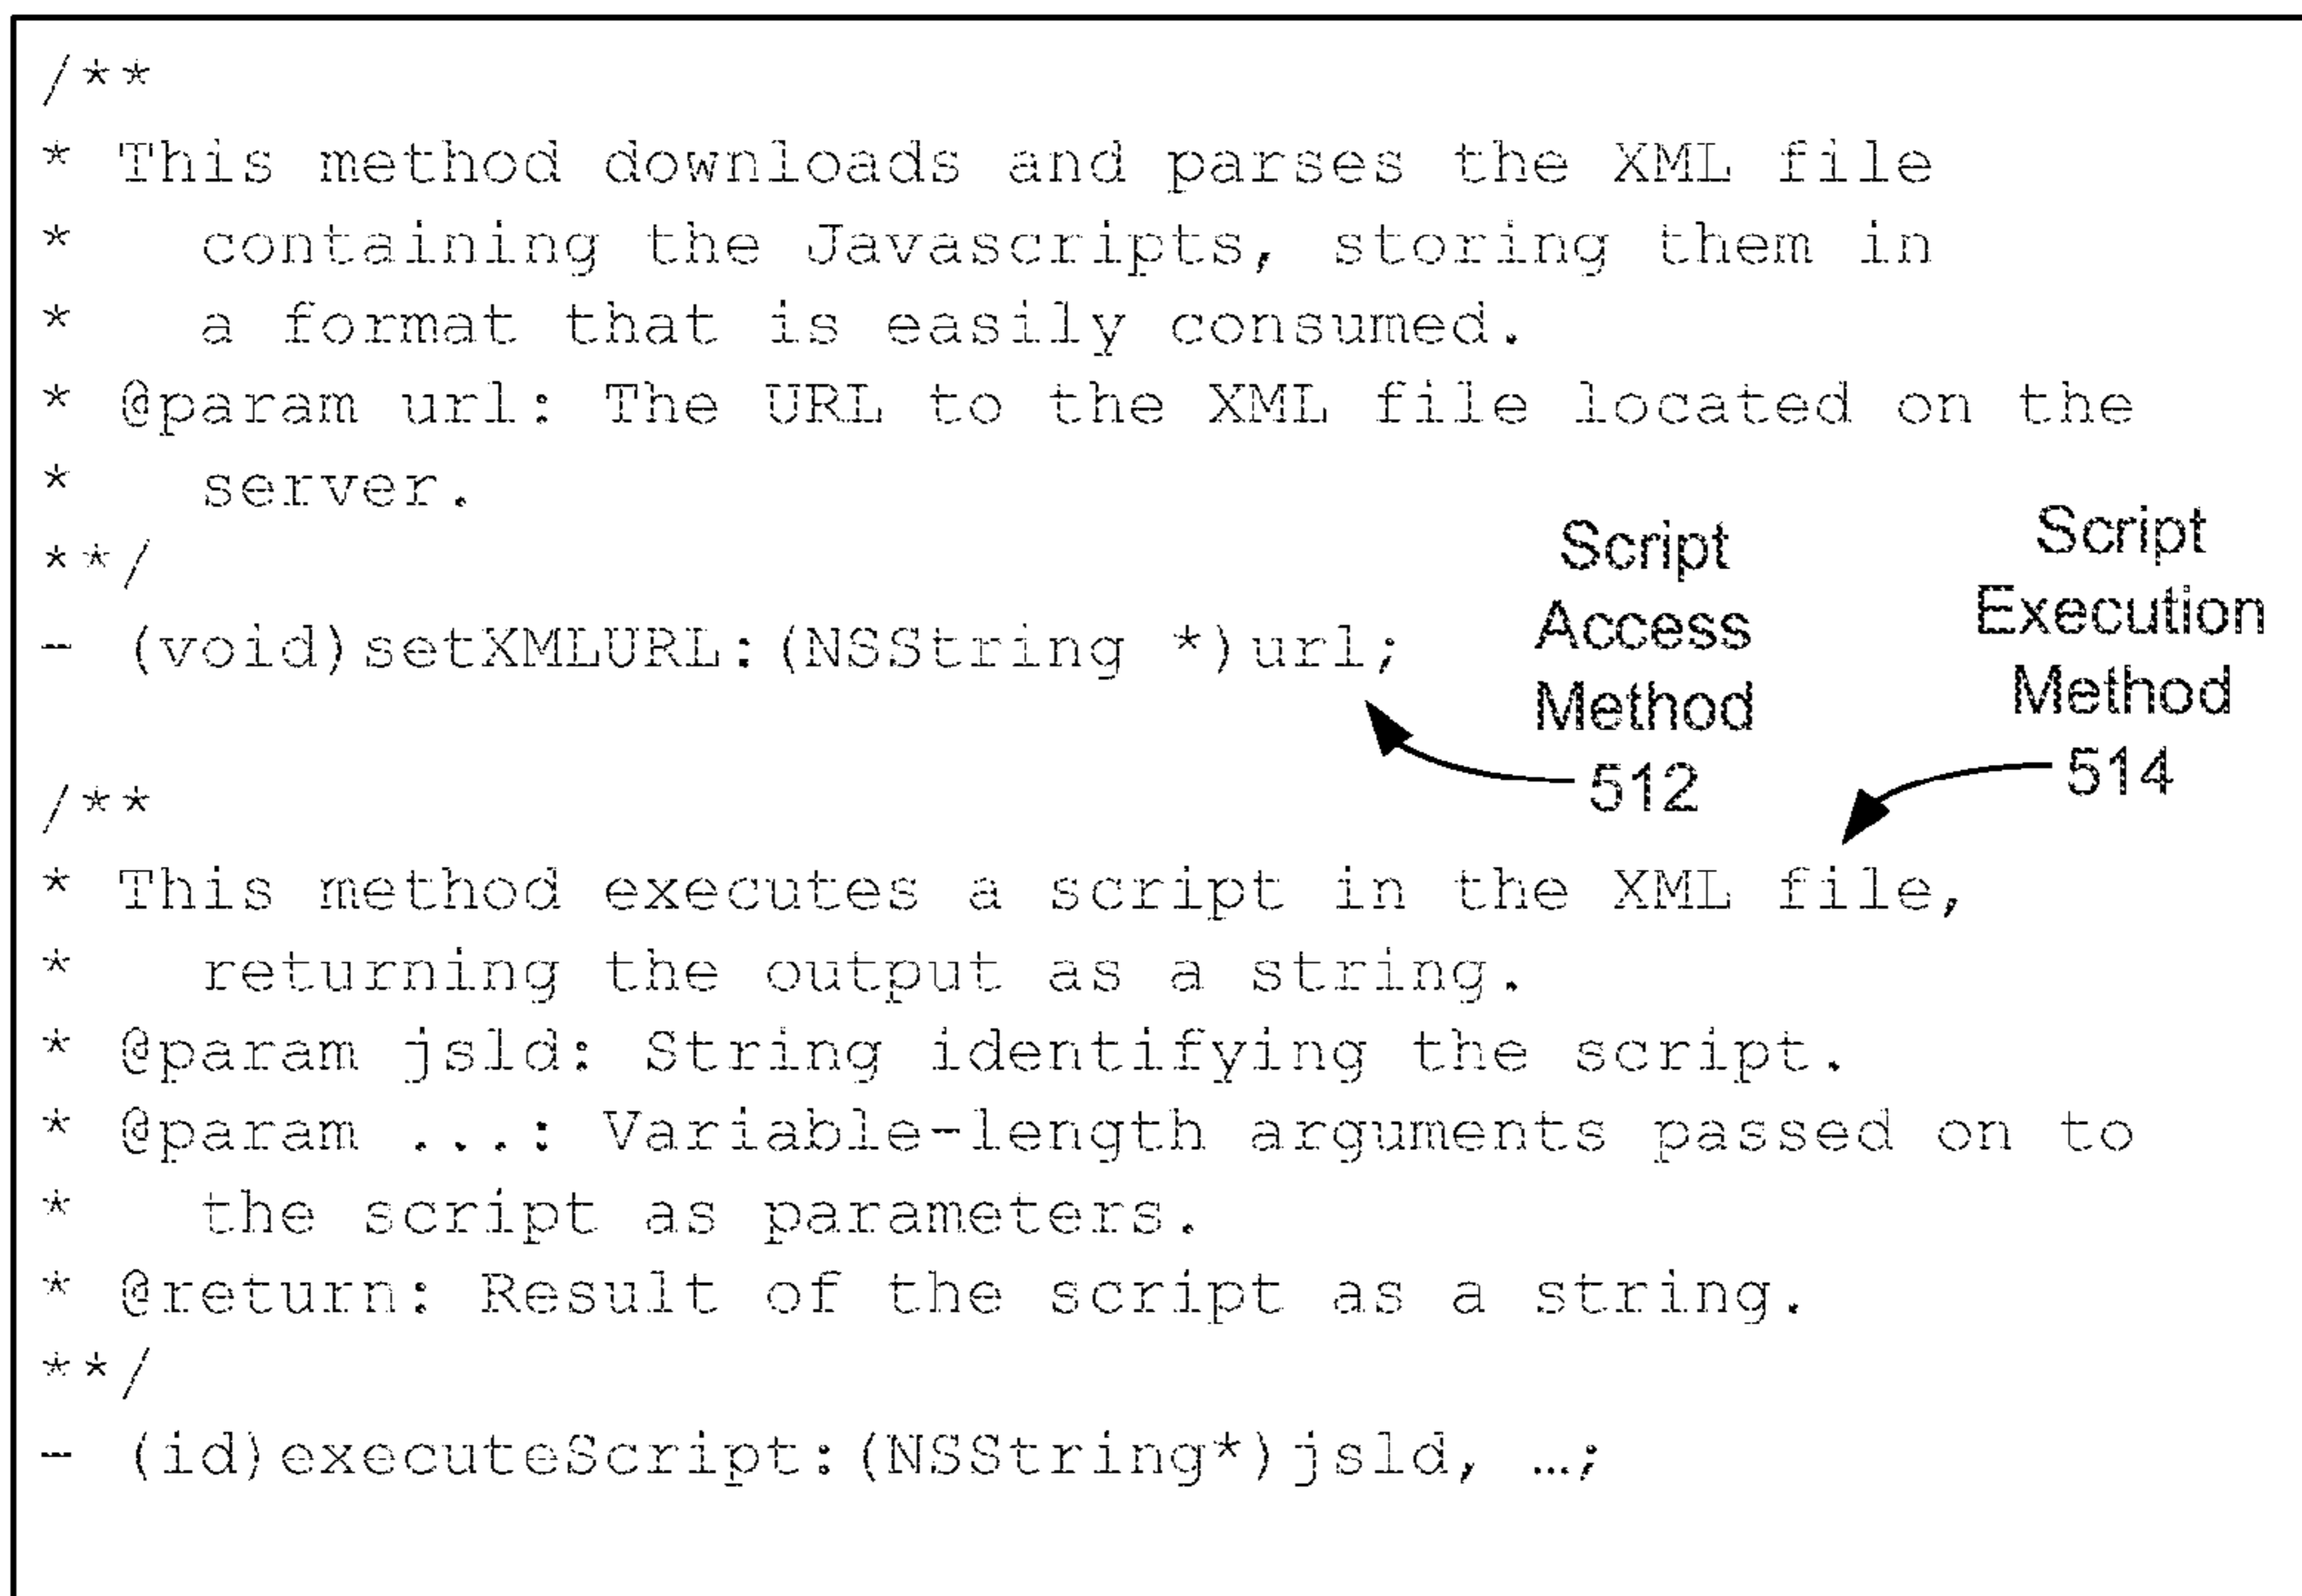 /**
* This method downloads and parses the XML file
*   containing the Javascripts, storing them in
*   a format that is easily consumed.
* @param url: The URL to the XML file located on the
*   server.
**/
- (void)setXMLURL:(NSString *)url;
Script
Access
Method
512
Script
Execution
Method
514
/**
* This method executes a script in the XML file,
*   returning the output as a string.
* @param jsld: String identifying the script.
* @param ...: Variable-length arguments passed on to
*   the script as parameters.
* @return: Result of the script as a string.
**/
- (id)executeScript:(NSString*)jsld, …;